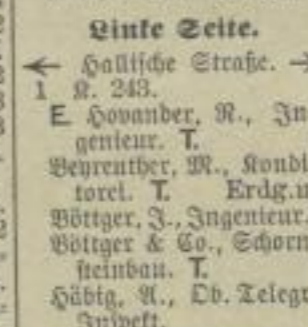 Linke Seite.
← Hallische Straße. →
1 K. 243.
E Hovander, R., In
genieur. T.
Beyreuther, M., Kondi
torei. T. Erdg.u
Böttger, J., Ingenieur.
Böttger & Co., Schorn
steinbau. T.
Häbig, A., Ob. Telegr
Inspekt.